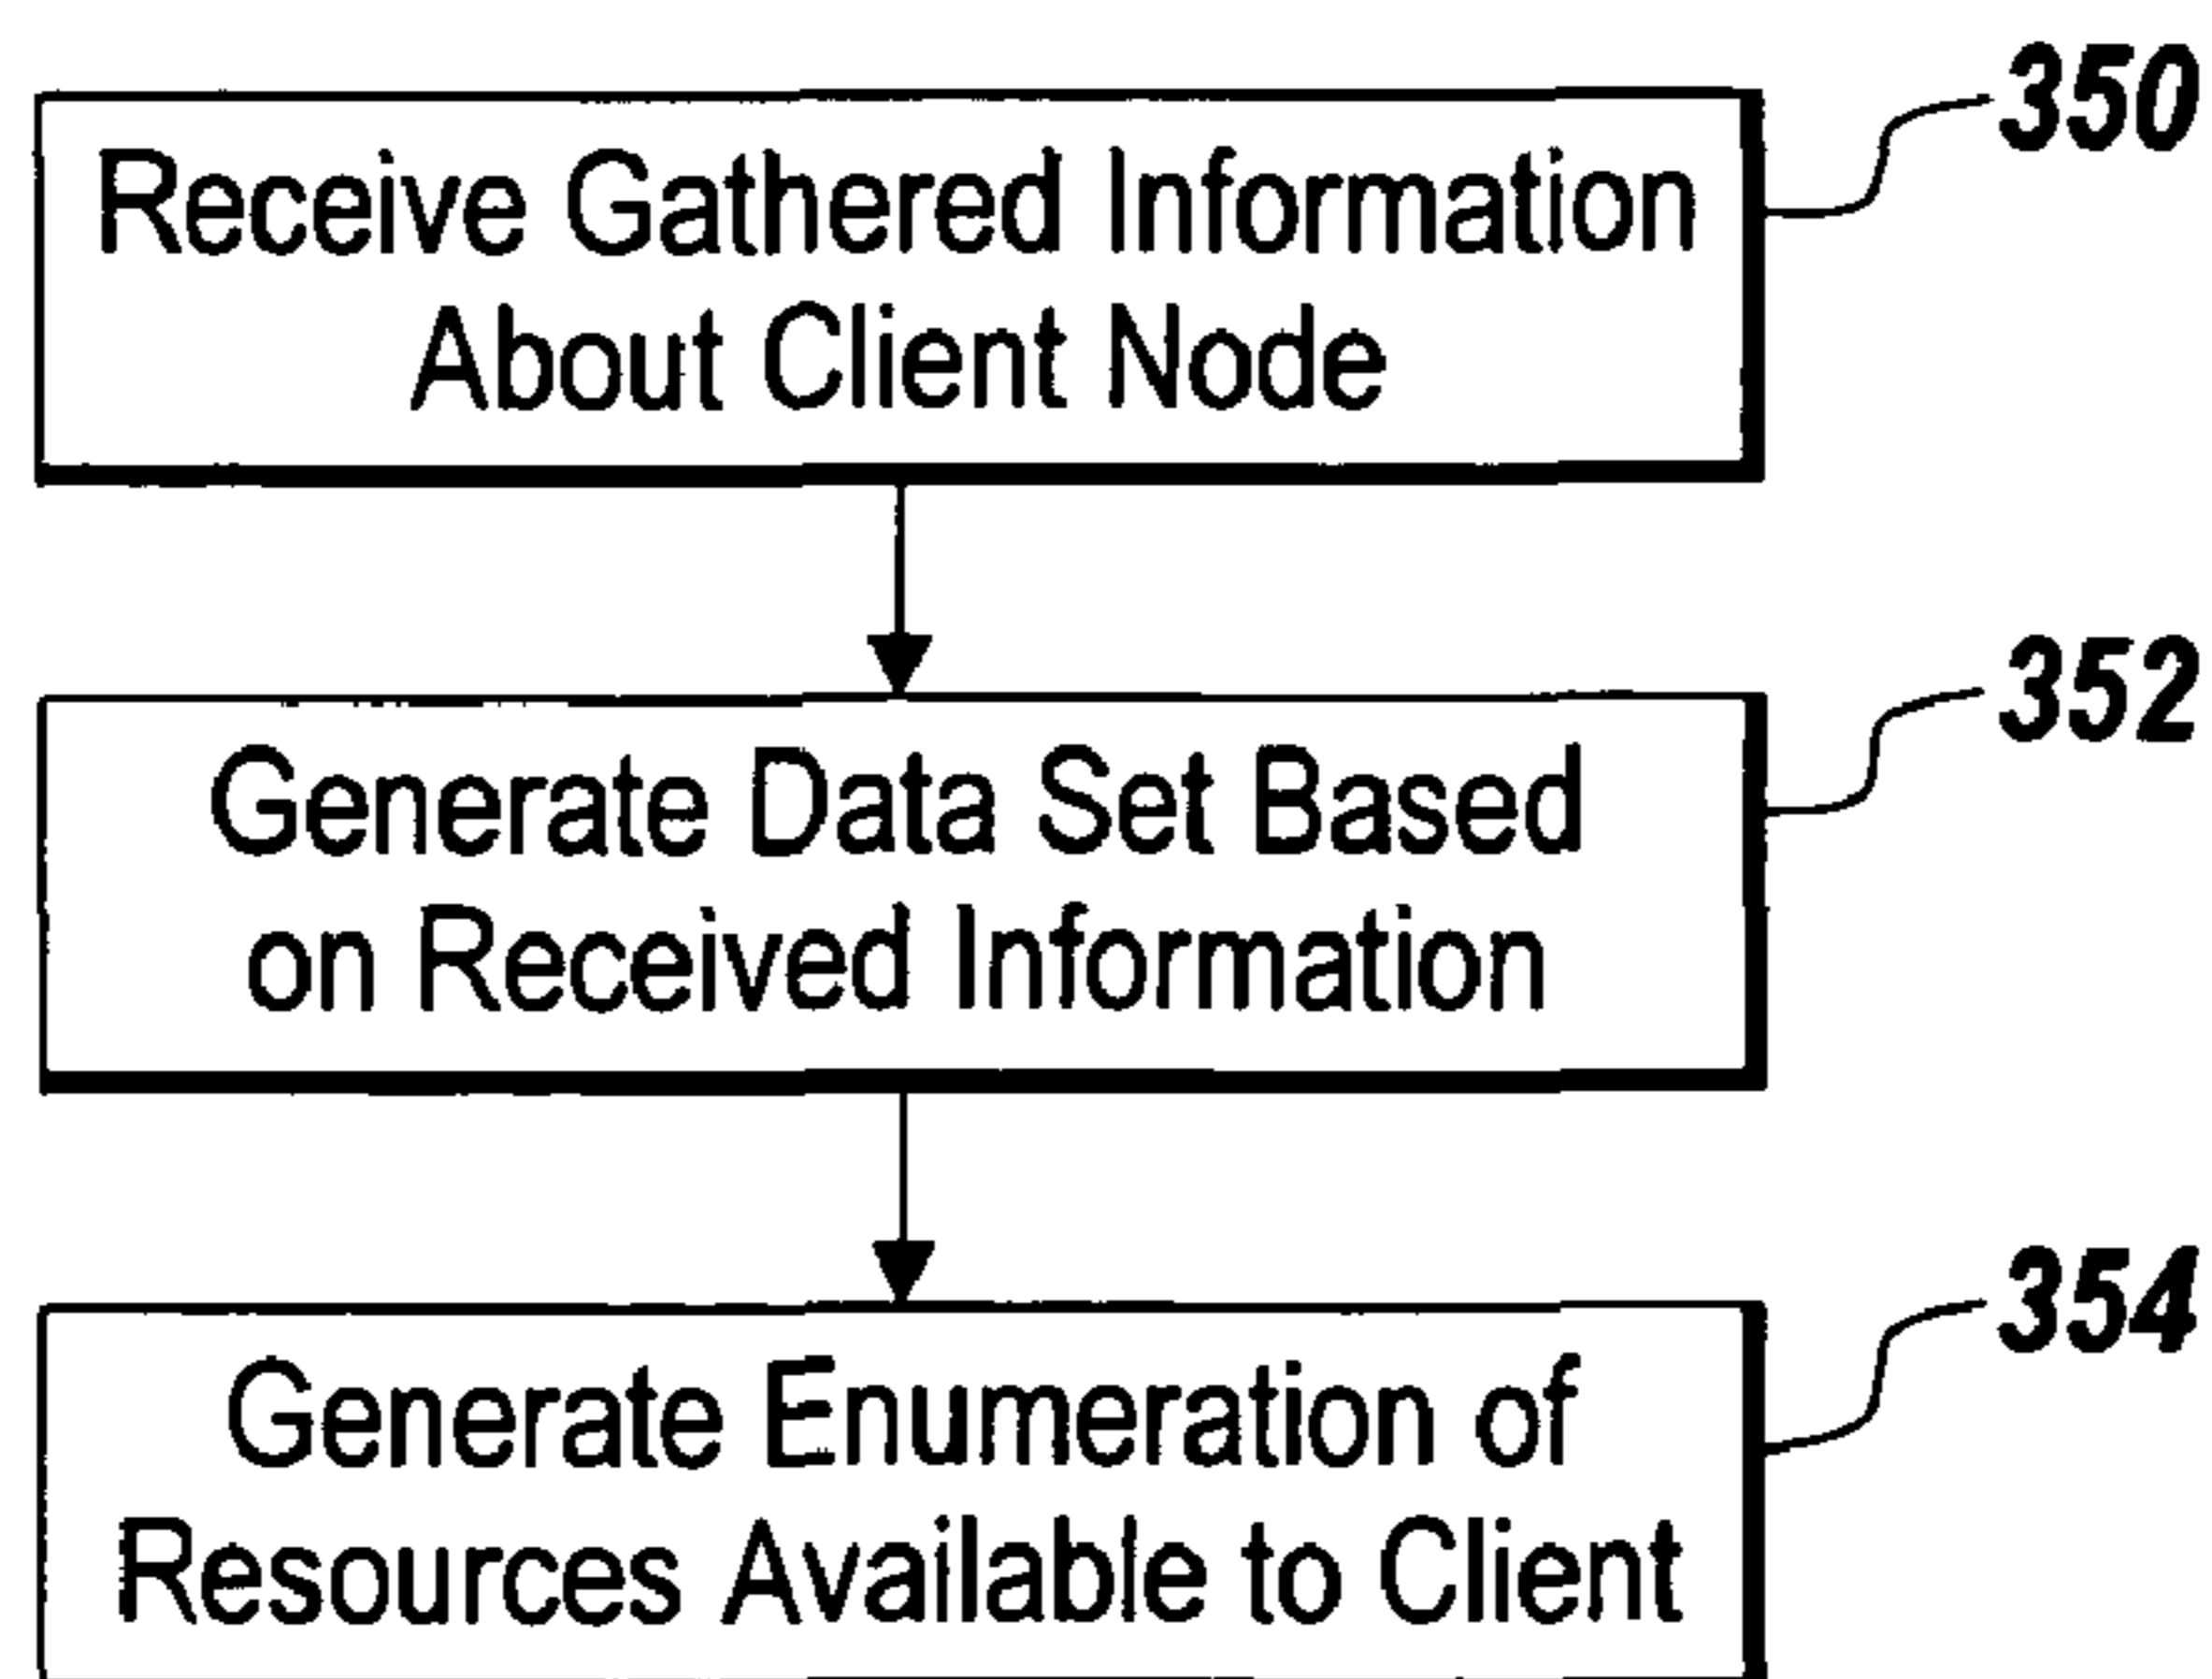 350
Receive Gathered Information
About Client Node
352
Generate Data Set Based
on Received Information
354
Generate Enumeration of
Resources Available to Client